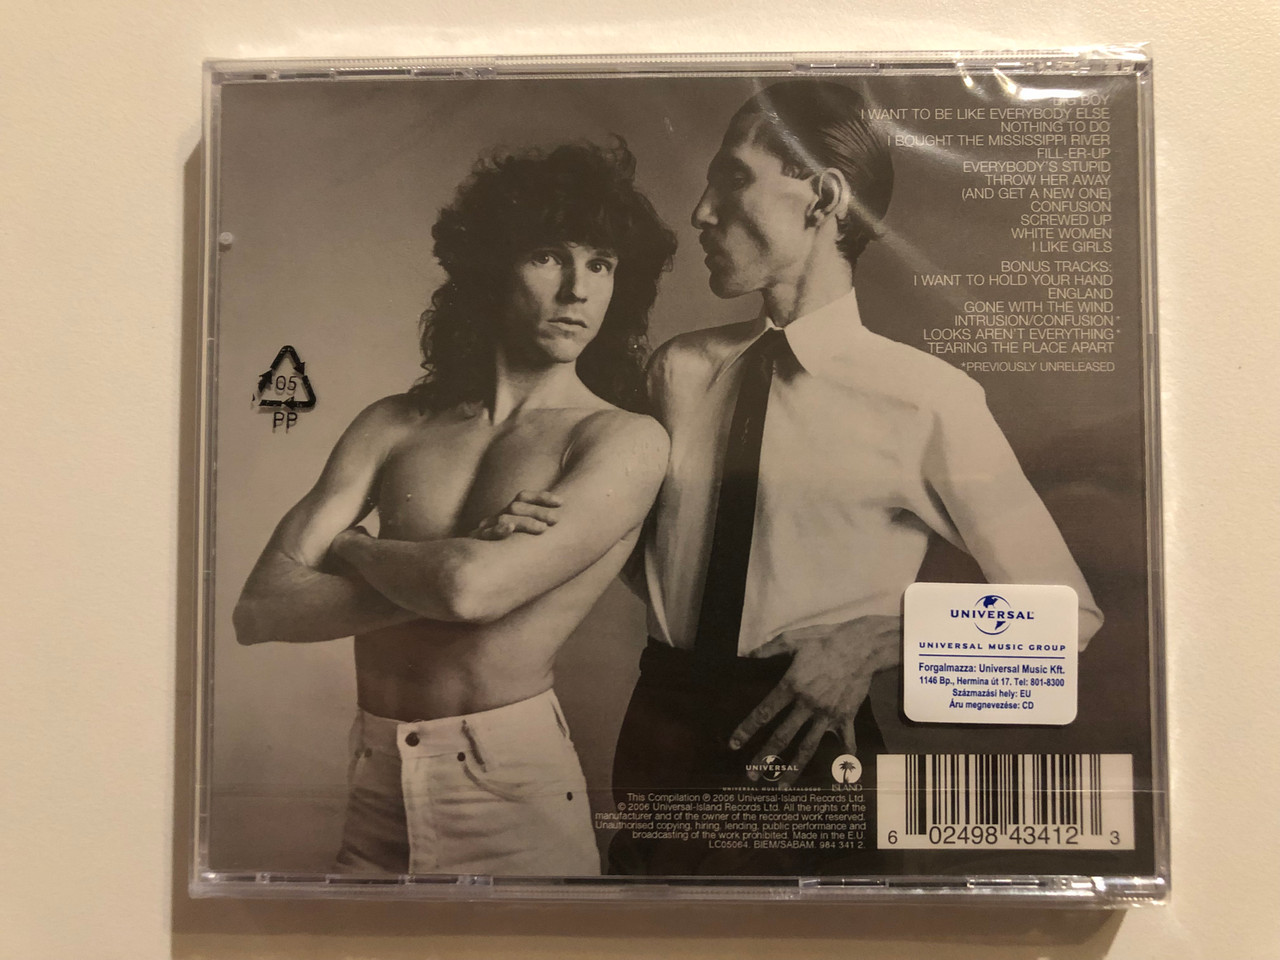 BIG BOY
I WANT TO BE LIKE EVERYBODY ELSE
NOTHING TO DO
I BOUGHT THE MISSISSIPPI RIVER
FILL-ER-UP
EVERYBODY'S STUPID
THROW HER AWAY
(AND GET A NEW ONE)
CONFUSION
SCREWED UP
WHITE WOMEN
I LIKE GIRLS
BONUS TRACKS:
I WANT TO HOLD YOUR HAND
ENGLAND
GONE WITH THE WIND
INTRUSION/CONFUSION*
LOOKS AREN'T EVERYTHING*
TEARING THE PLACE APART
*PREVIOUSLY UNRELEASED
05
PP
UNIVERSAL
UNIVERSAL MUSIC GROUP
Forgalmazza: Universal Music Kft.
1146 Bp., Hermina út 17. Tel: 801-8300
Százmazási hely: EU
Áru megnevezése: CD
UNIVERSAL
UNIVERSAL MUSIC CATALOGUE
ISLAND
This Compilation ℗ 2006 Universal-Island Records Ltd.
© 2006 Universal-Island Records Ltd. All the rights of the
manufacturer and of the owner of the recorded work reserved.
Unauthorised copying, hiring, lending, public performance and
broadcasting of the work prohibited. Made in the E.U.
LC05064. BIEM/SABAM. 984 341 2.
6 02498 43412 3